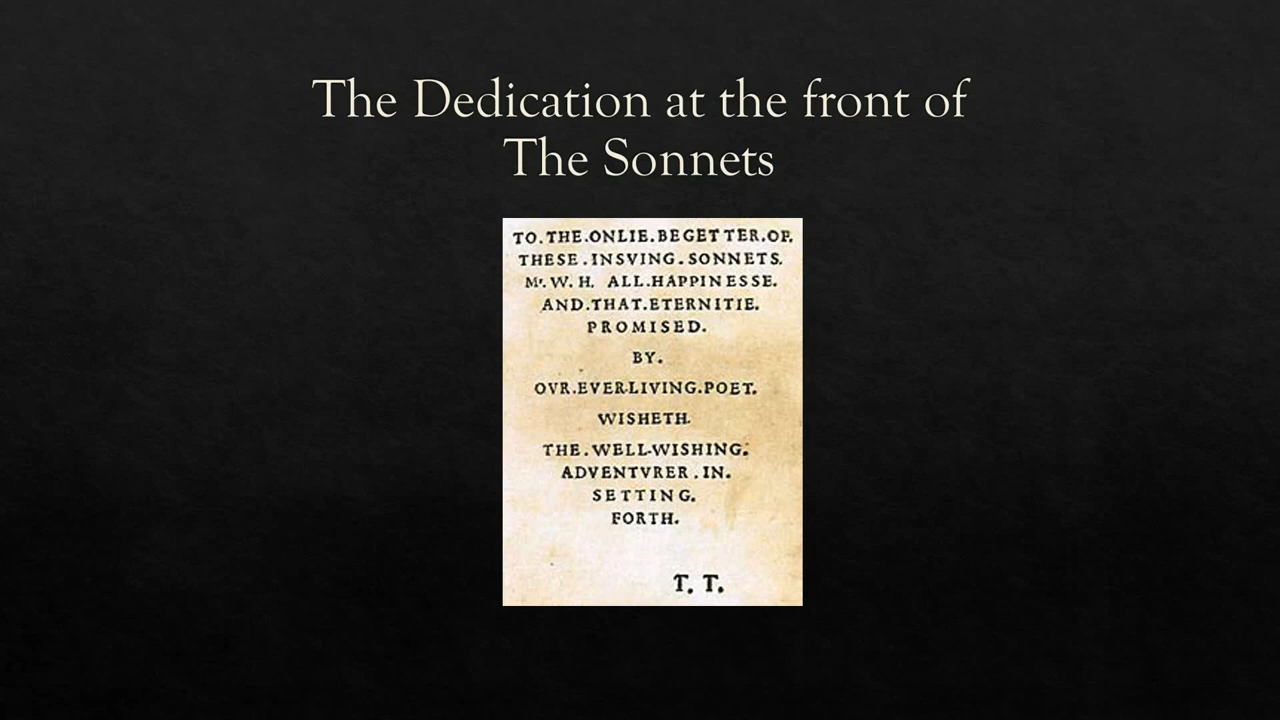 The Dedication at the front of
The Sonnets
TO.THE.ONLIE.BEGETTER.OF.
THESE.INSVING.SONNETS.
Mr.W.H. ALL.HAPPINESSE.
AND.THAT.ETERNITIE.
PROMISED.
BY.
OVR.EVER-LIVING.POET.
WISHETH.
THE.WELL-WISHING.
ADVENTVRER.IN.
SETTING.
FORTH.
T. T.